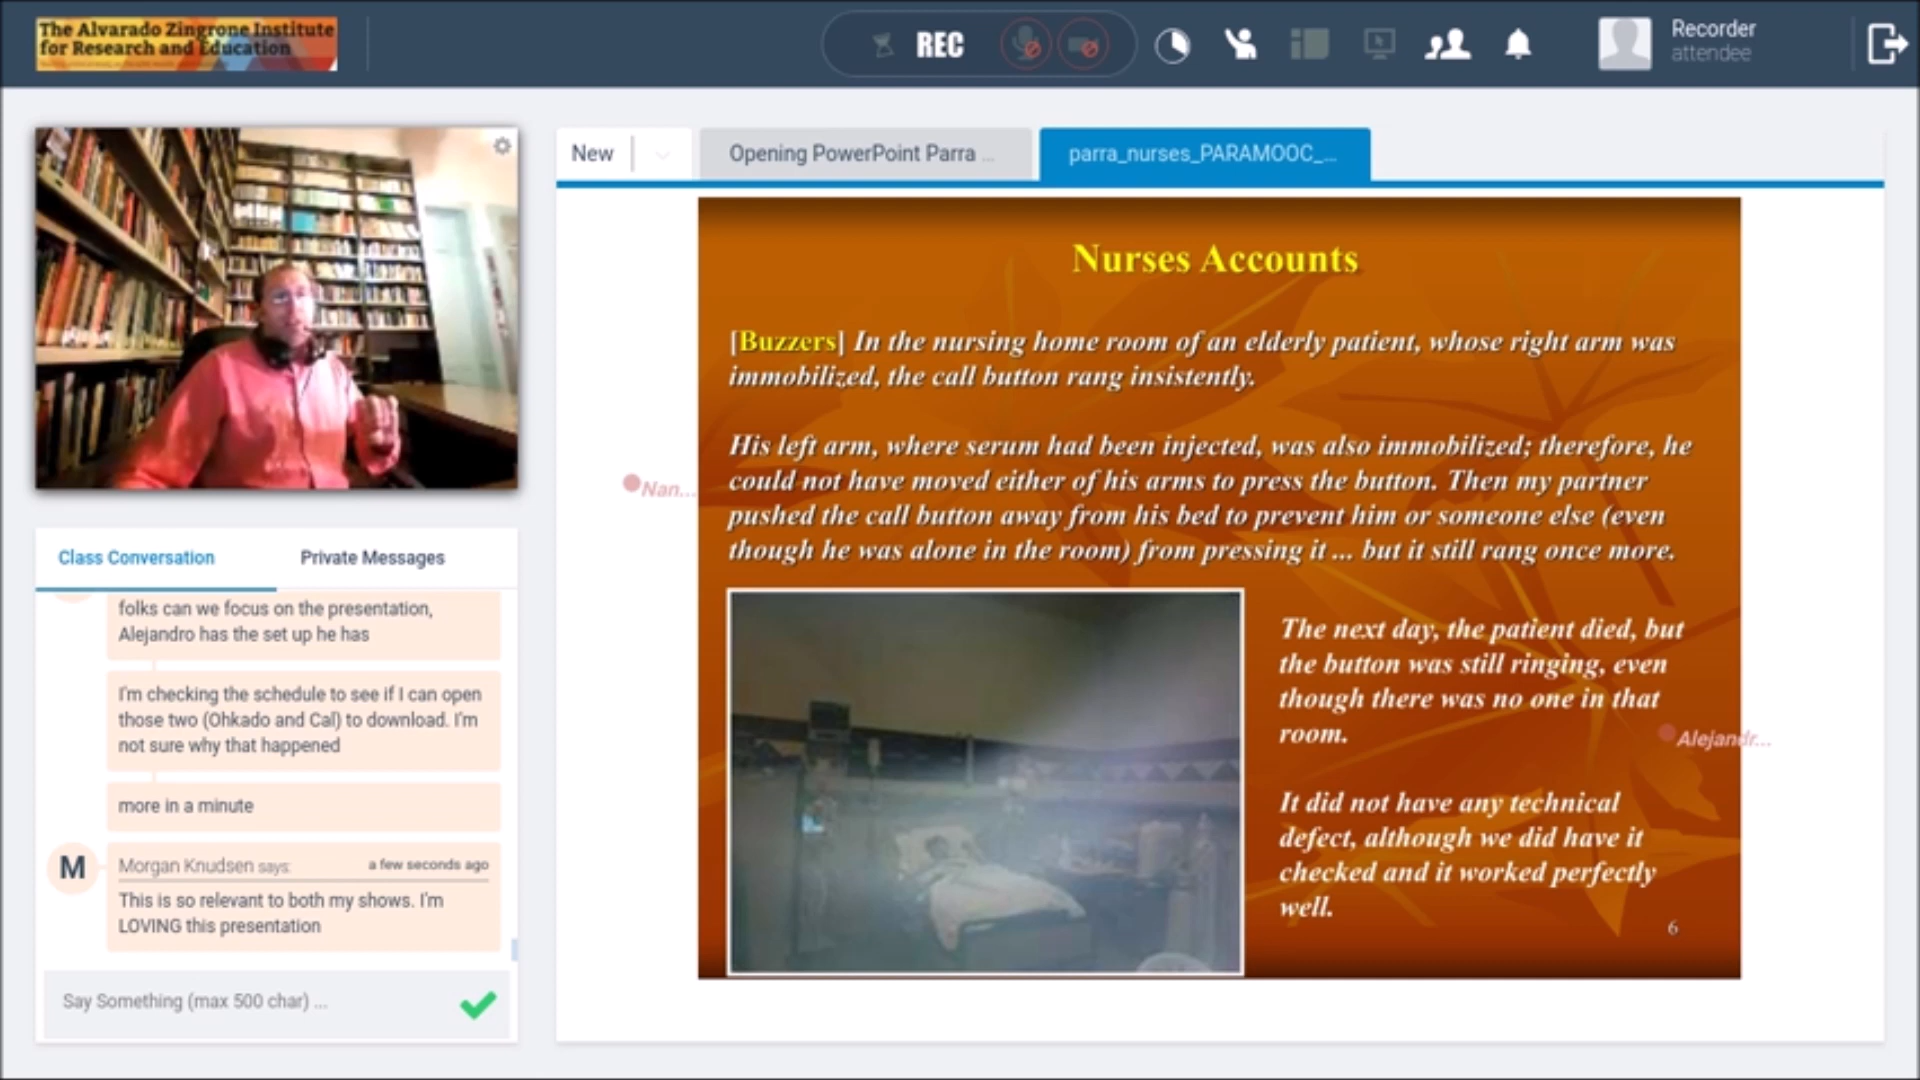 The Alvarado Zingrone Institute
for Research and Education
REC
Recorder
attendee
New
Opening PowerPoint Parra ...
parra_nurses_PARAMOOC_...
Class Conversation
Private Messages
folks can we focus on the presentation,
Alejandro has the set up he has
I'm checking the schedule to see if I can open
those two (Ohkado and Cal) to download. I'm
not sure why that happened
more in a minute
M
Morgan Knudsen says:
a few seconds ago
This is so relevant to both my shows. I'm
LOVING this presentation
Say Something (max 500 char) ...
Nurses Accounts
[Buzzers] In the nursing home room of an elderly patient, whose right arm was
immobilized, the call button rang insistently.
His left arm, where serum had been injected, was also immobilized; therefore, he
could not have moved either of his arms to press the button. Then my partner
pushed the call button away from his bed to prevent him or someone else (even
though he was alone in the room) from pressing it ... but it still rang once more.
Nan...
The next day, the patient died, but
the button was still ringing, even
though there was no one in that
room.
Alejandr...
It did not have any technical
defect, although we did have it
checked and it worked perfectly
well.
6